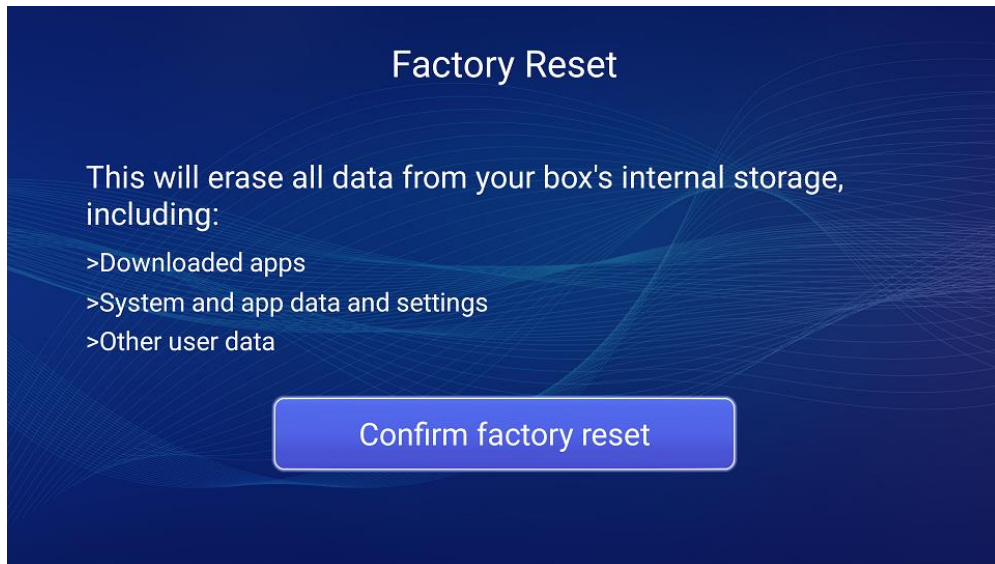 Factory Reset
This will erase all data from your box's internal storage,
including:
>Downloaded apps
>System and app data and settings
>Other user data
Confirm factory reset